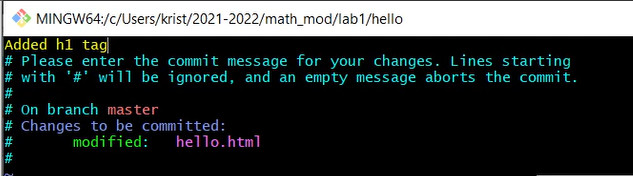 MINGW64:/c/Users/krist/2021-2022/math_mod/lab1/hello
Added h1 tag
# Please enter the commit message for your changes. Lines starting
# with '#' will be ignored, and an empty message aborts the commit.
#
# On branch master
# Changes to be committed:
#       modified:   hello.html
#
~